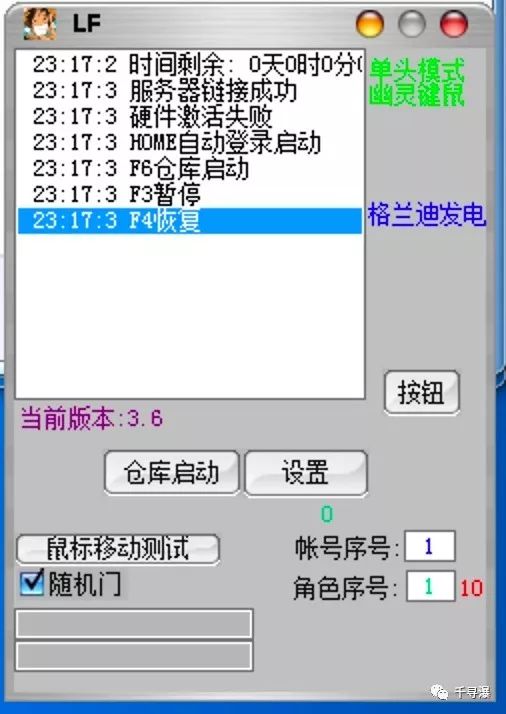 LF
23:17:2 时间剩余: 0天0时0分
23:17:3 服务器链接成功
23:17:3 硬件激活失败
23:17:3 HOME自动登录启动
23:17:3 F6仓库启动
23:17:3 F3暂停
23:17:3 F4恢复
单头模式
幽灵键鼠
格兰迪发电
按钮
当前版本:3.6
仓库启动
设置
0
鼠标移动测试
帐号序号: 1
随机门
角色序号: 1 10
千寻瀑